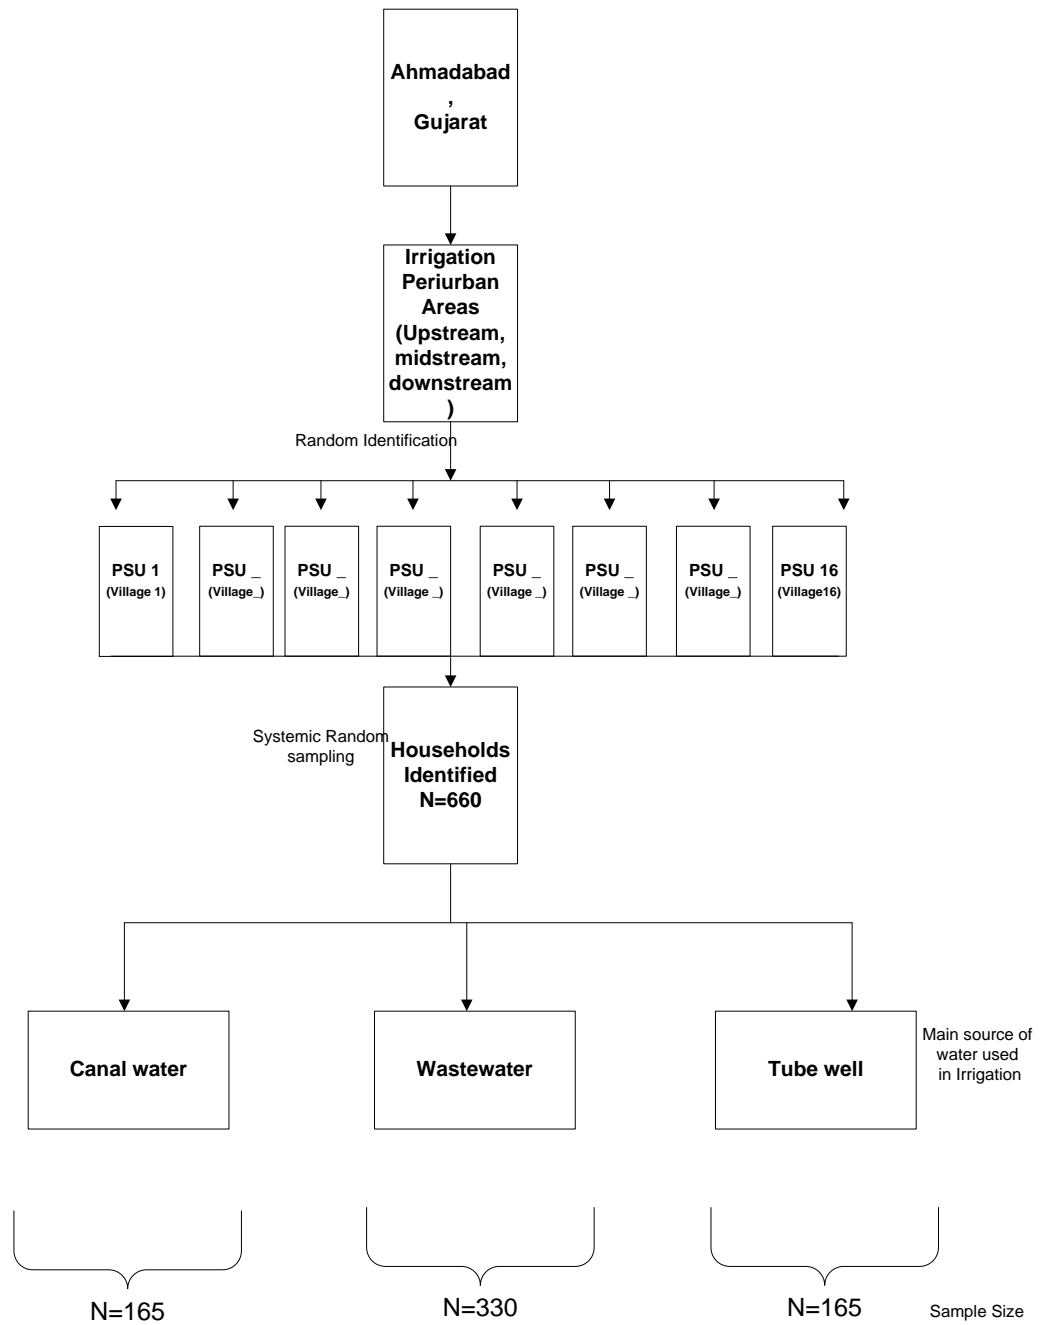 Ahmadabad
,
Gujarat
Irrigation
Periurban
Areas
(Upstream,
midstream,
downstream
)
Random Identification
PSU 1
(Village 1)
PSU _
(Village_)
PSU _
(Village_)
PSU _
(Village _)
PSU _
(Village _)
PSU _
(Village _)
PSU _
(Village_)
PSU 16
(Village16)
Systemic Random
sampling
Households
Identified
N=660
Canal water
Wastewater
Tube well
Main source of
water used
in Irrigation
N=165
N=330
N=165
Sample Size